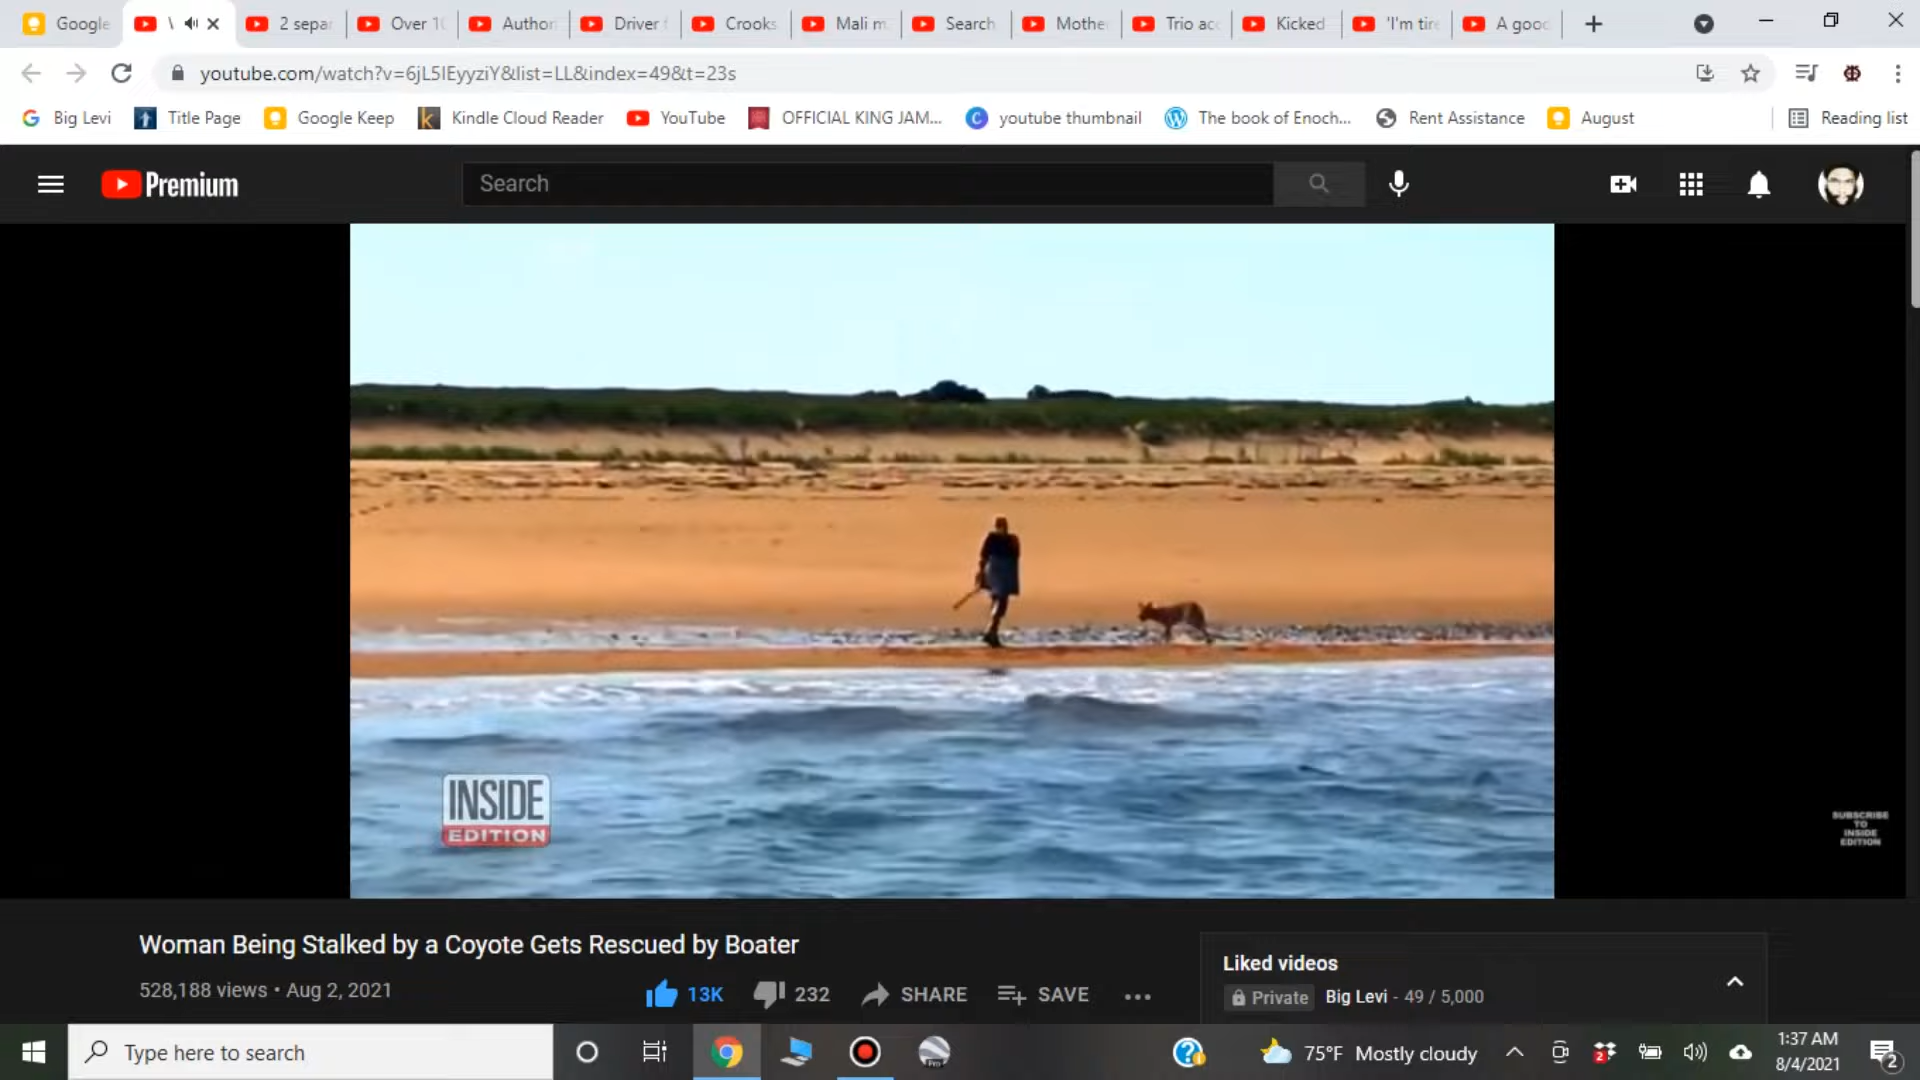 Google
2 sepa
Over 1
Author
Driver
Crooks
Mali m
Search
Mothe
Trio acc
Kicked
'I'm tire
A good
youtube.com/watch?v=6jL5lEyyziY&list=LL&index=49&t=23s
Big Levi
Title Page
Google Keep
Kindle Cloud Reader
YouTube
OFFICIAL KING JAM...
youtube thumbnail
The book of Enoch...
Rent Assistance
August
Reading list
Premium
Search
INSIDE
EDITION
SUBSCRIBE
TO
INSIDE
EDITION
Woman Being Stalked by a Coyote Gets Rescued by Boater
528,188 views • Aug 2, 2021
13K
232
SHARE
SAVE
Liked videos
Private Big Levi - 49 / 5,000
Type here to search
75°F Mostly cloudy
1:37 AM
8/4/2021
2
2